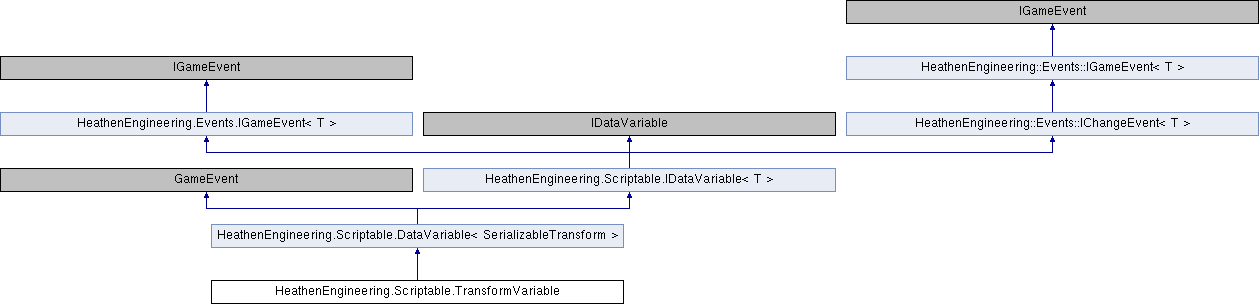 IGameEvent
IGameEvent
HeathenEngineering::Events::IGameEvent< T >
HeathenEngineering.Events.IGameEvent< T >
IDataVariable
HeathenEngineering::Events::IChangeEvent< T >
GameEvent
HeathenEngineering.Scriptable.IDataVariable< T >
HeathenEngineering.Scriptable.DataVariable< SerializableTransform >
HeathenEngineering.Scriptable.TransformVariable